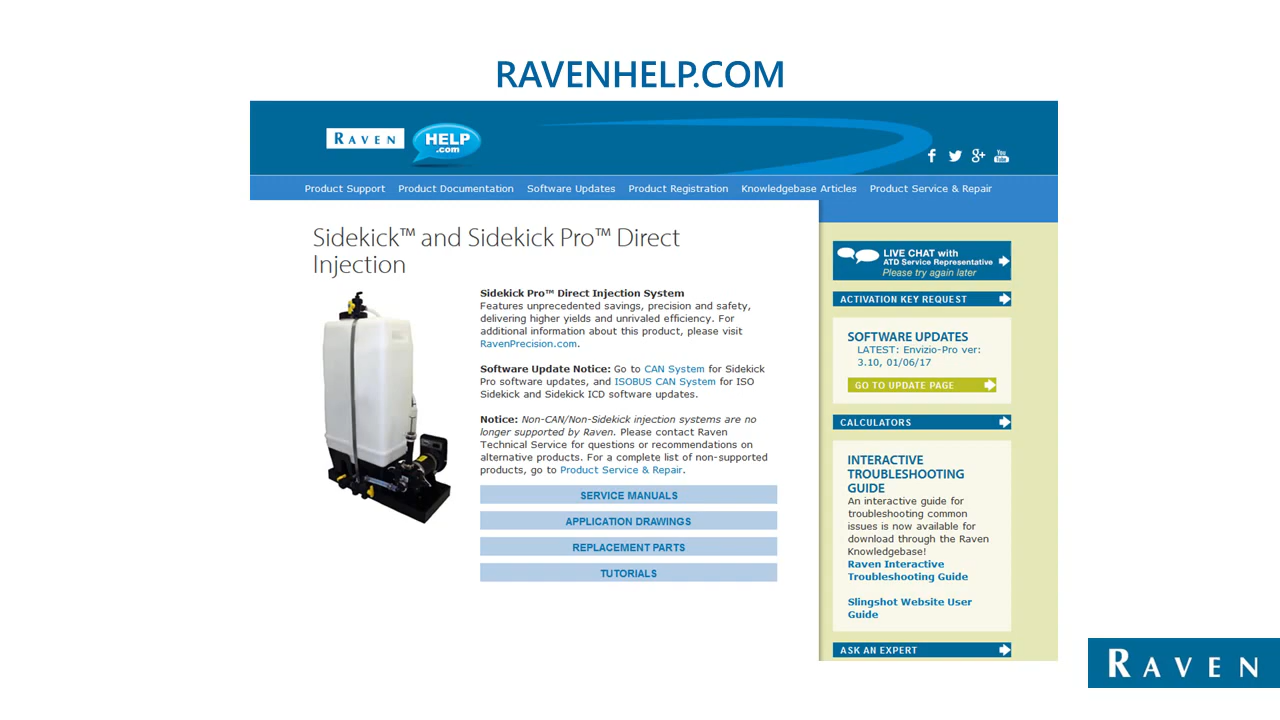 RAVENHELP.COM
RAVEN
HELP
.com
Product Support Product Documentation Software Updates Product Registration Knowledgebase Articles Product Service & Repair
Sidekick™ and Sidekick Pro™ Direct
Injection
Sidekick Pro™ Direct Injection System
Features unprecedented savings, precision and safety,
delivering higher yields and unrivaled efficiency. For
additional information about this product, please visit
RavenPrecision.com.
Software Update Notice: Go to CAN System for Sidekick
Pro software updates, and ISOBUS CAN System for ISO
Sidekick and Sidekick ICD software updates.
Notice: Non-CAN/Non-Sidekick injection systems are no
longer supported by Raven. Please contact Raven
Technical Service for questions or recommendations on
alternative products. For a complete list of non-supported
products, go to Product Service & Repair.
SERVICE MANUALS
APPLICATION DRAWINGS
REPLACEMENT PARTS
TUTORIALS
LIVE CHAT with
ATD Service Representative
Please try again later
ACTIVATION KEY REQUEST
SOFTWARE UPDATES
LATEST: Envizio-Pro ver:
3.10, 01/06/17
GO TO UPDATE PAGE
CALCULATORS
INTERACTIVE
TROUBLESHOOTING
GUIDE
An interactive guide for
troubleshooting common
issues is now available for
download through the Raven
Knowledgebase!
Raven Interactive
Troubleshooting Guide
Slingshot Website User
Guide
ASK AN EXPERT
RAVEN